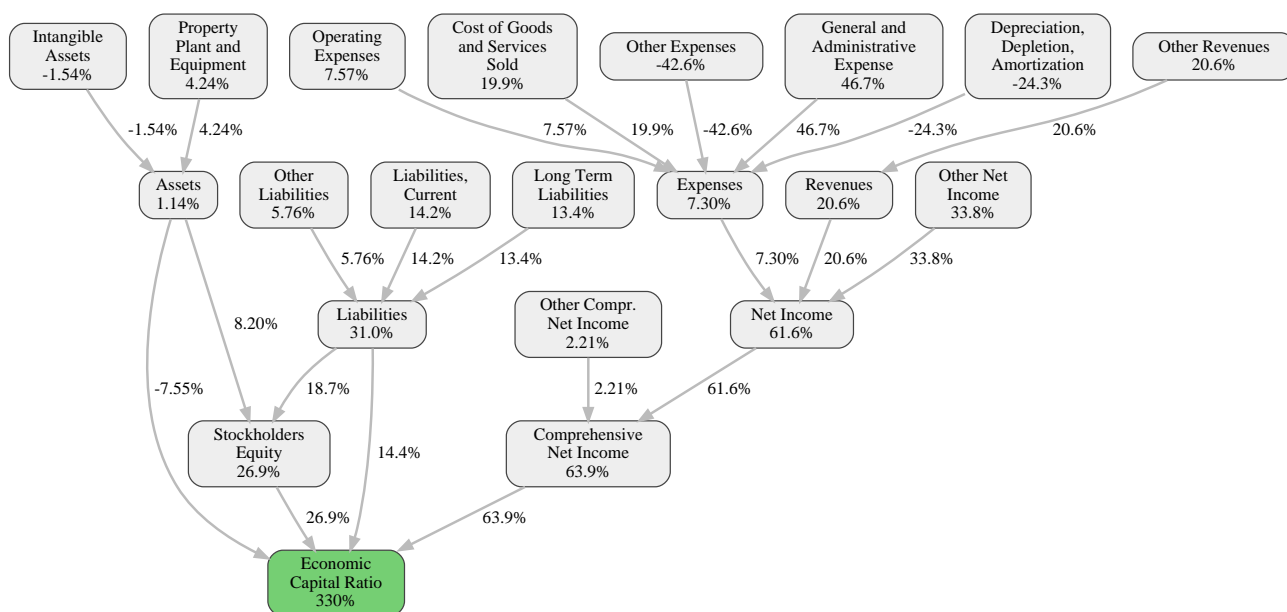 Intangible
Assets
-1.54%
Property
Plant and
Equipment
4.24%
Operating
Expenses
7.57%
Cost of Goods
and Services
Sold
19.9%
Other Expenses
-42.6%
General and
Administrative
Expense
46.7%
Depreciation,
Depletion,
Amortization
-24.3%
Other Revenues
20.6%
-1.54%
4.24%
7.57%
19.9%
-42.6%
46.7%
-24.3%
20.6%
Assets
1.14%
Other
Liabilities
5.76%
Liabilities,
Current
14.2%
Long Term
Liabilities
13.4%
Expenses
7.30%
Revenues
20.6%
Other Net
Income
33.8%
5.76%
14.2%
13.4%
7.30%
20.6%
33.8%
8.20%
Liabilities
31.0%
Other Compr.
Net Income
2.21%
Net Income
61.6%
-7.55%
18.7%
2.21%
61.6%
Stockholders
Equity
26.9%
14.4%
Comprehensive
Net Income
63.9%
26.9%
63.9%
Economic
Capital Ratio
330%